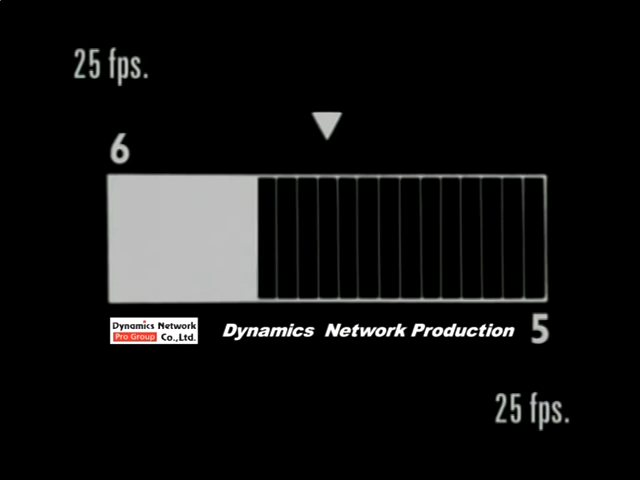 25 fps.
6
Dynamics Network
Pro Group Co.,Ltd.
Dynamics Network Production
5
25 fps.